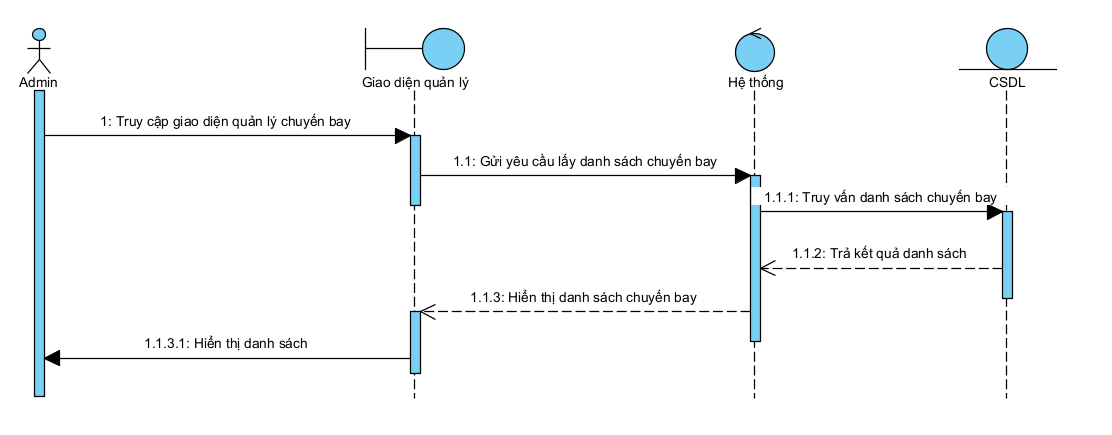 Admin
Giao diện quản lý
Hệ thống
CSDL
1: Truy cập giao diện quản lý chuyến bay
1.1: Gửi yêu cầu lấy danh sách chuyến bay
1.1.1: Truy vấn danh sách chuyến bay
1.1.2: Trả kết quả danh sách
1.1.3: Hiển thị danh sách chuyến bay
1.1.3.1: Hiển thị danh sách